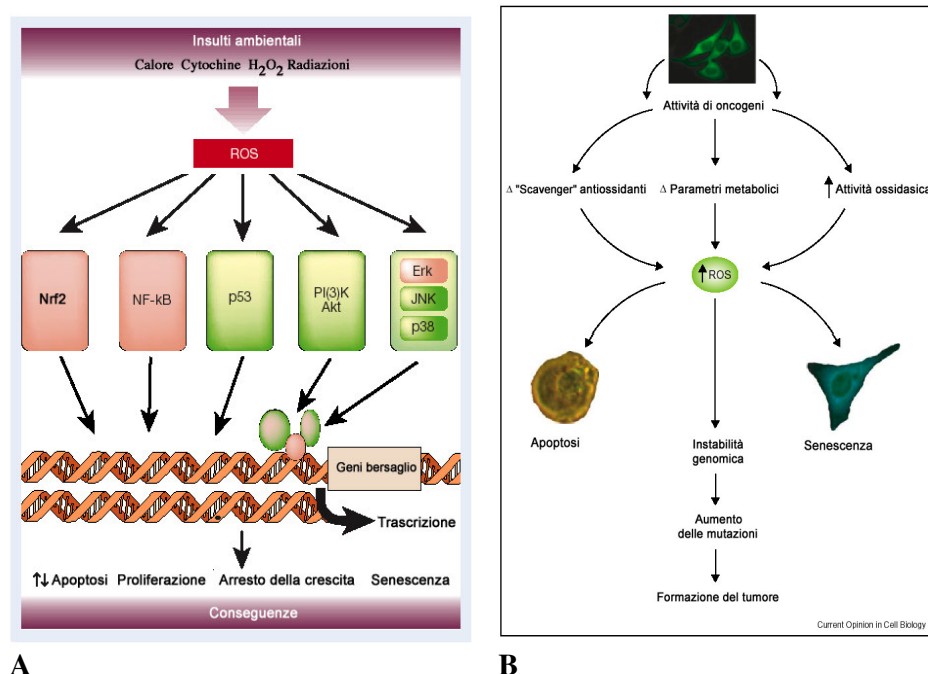 Insulti ambientali
Calore Cytochine H2O2 Radiazioni
ROS
Nrf2
NF-kB
p53
PI(3)K
Akt
Erk
JNK
p38
Geni bersaglio
Trascrizione
↑↓ Apoptosi Proliferazione Arresto della crescita Senescenza
Conseguenze
A
Attività di oncogeni
Δ "Scavenger" antiossidanti
Δ Parametri metabolici
↑ Attività ossidasica
↑ ROS
Apoptosi
Instabilità
genomica
Senescenza
Aumento
delle mutazioni
Formazione del tumore
Current Opinion in Cell Biology
B